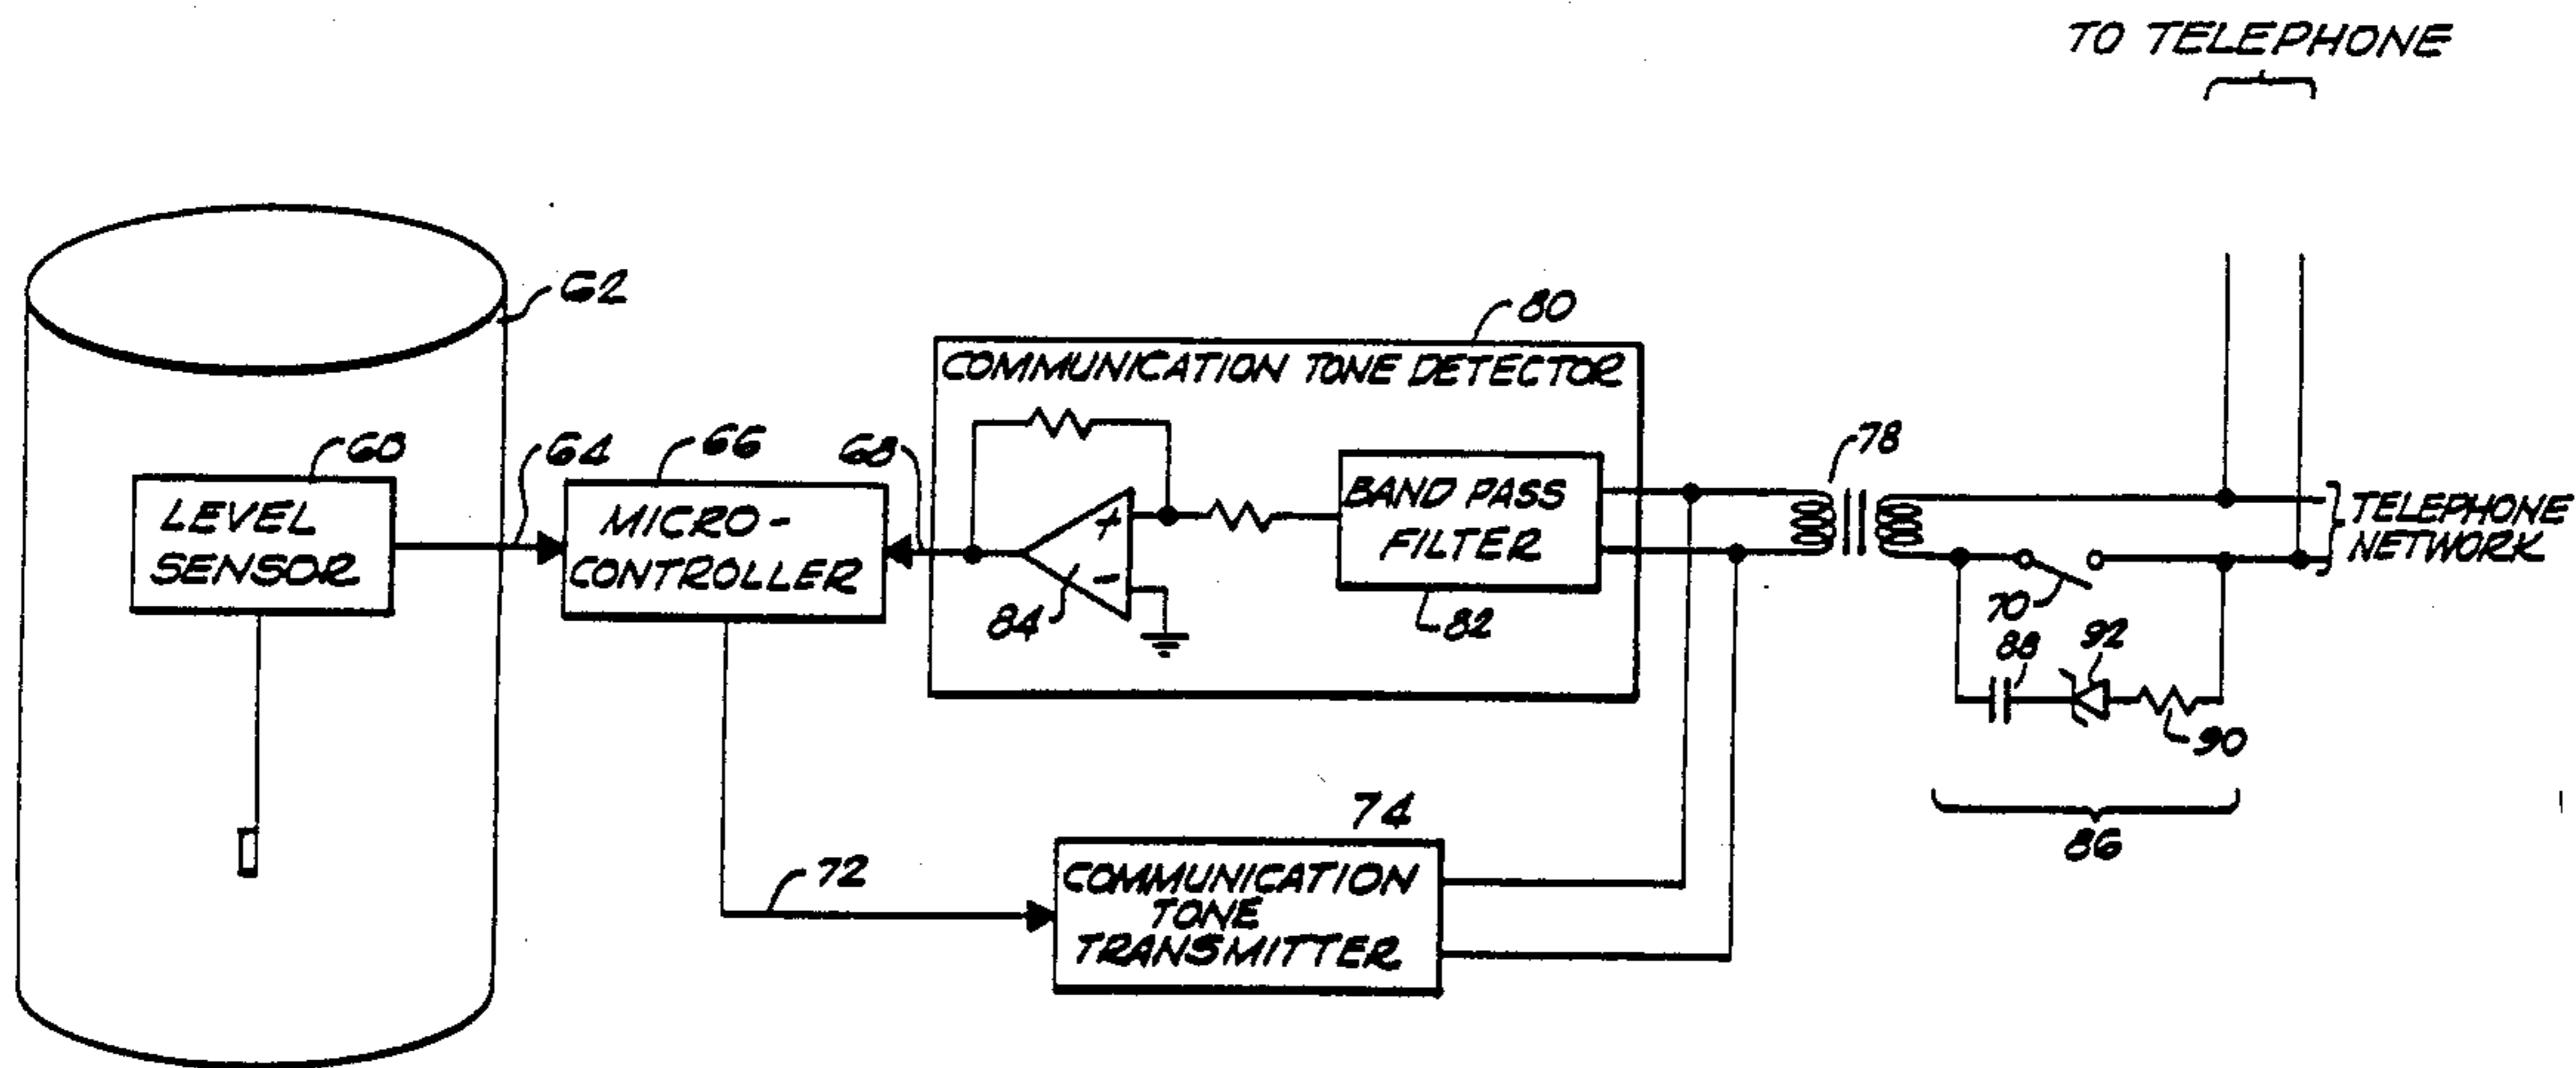 TO TELEPHONE
62
80
COMMUNICATION TONE DETECTOR
60
64
66
68
78
LEVEL
SENSOR
MICRO-
CONTROLLER
+
-
84
BAND PASS
FILTER
82
TELEPHONE
NETWORK
70
88
92
90
86
72
74
COMMUNICATION
TONE
TRANSMITTER